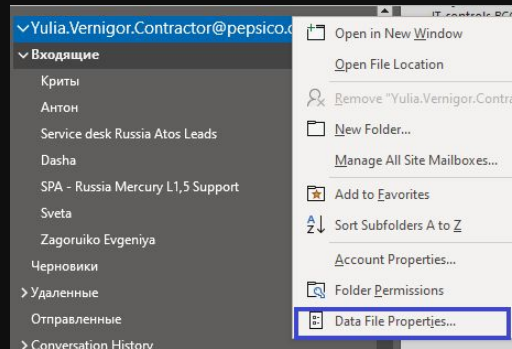 Yulia.Vernigor.Contractor@pepsico.
Входящие
Криты
Антон
Service desk Russia Atos Leads
Dasha
SPA - Russia Mercury L1,5 Support
Sveta
Zagoruiko Evgeniya
Черновики
Удаленные
Отправленные
Conversation History
IT controls
Open in New Window
Open File Location
Remove "Yulia.Vernigor.Contra
New Folder...
Manage All Site Mailboxes...
Add to Favorites
Sort Subfolders A to Z
Account Properties...
Folder Permissions
Data File Properties...